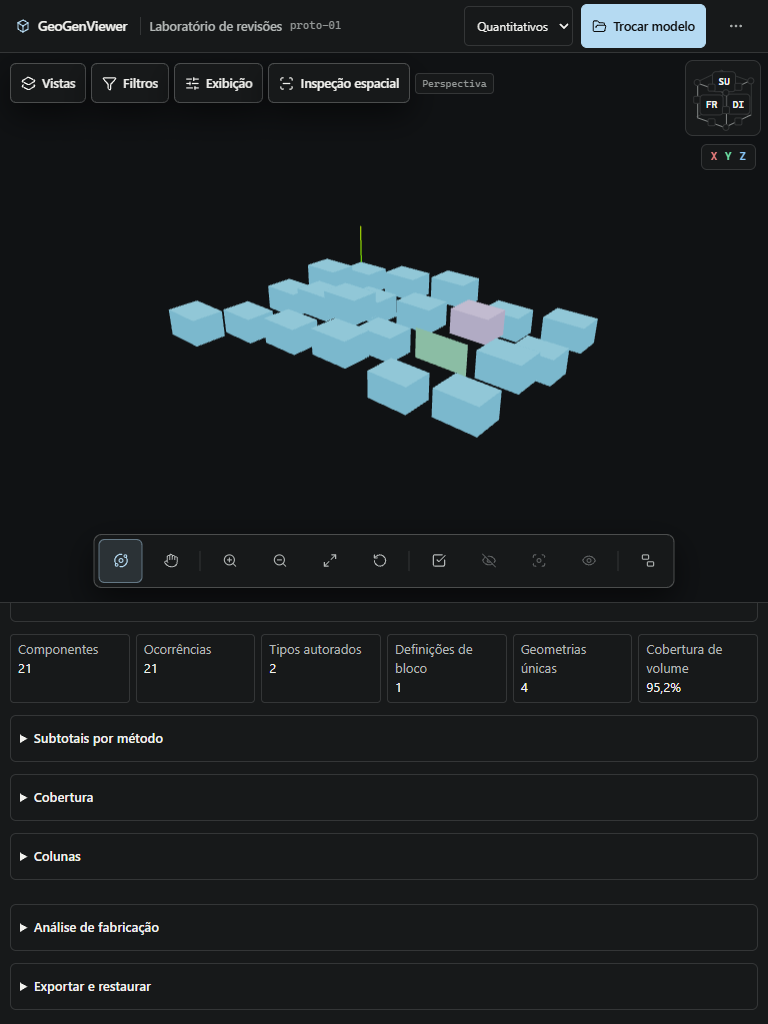 GeoGenViewer
Laboratório de revisões proto-01
Quantitativos
Trocar modelo
Vistas
Filtros
Exibição
Inspeção espacial
Perspectiva
SU
FR DI
X Y Z
Componentes
21
Ocorrências
21
Tipos autorados
2
Definições de
bloco
1
Geometrias
únicas
4
Cobertura de
volume
95,2%
Subtotais por método
Cobertura
Colunas
Análise de fabricação
Exportar e restaurar